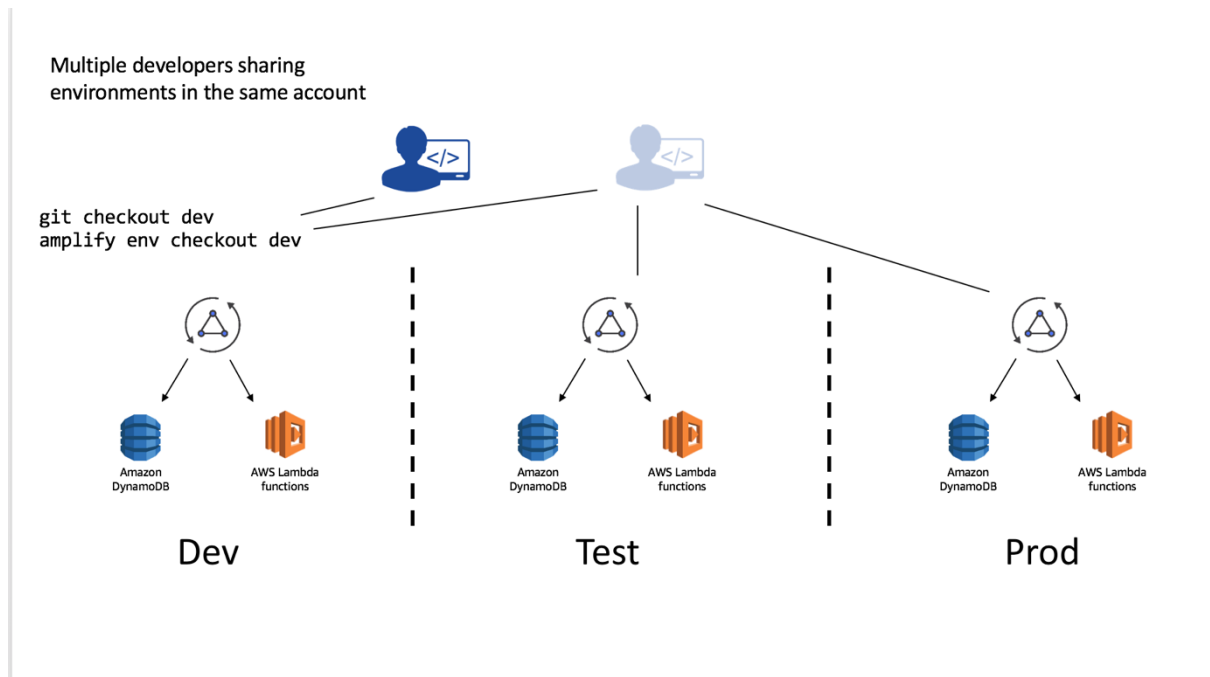 Multiple developers sharing
environments in the same account
</>
</>
git checkout dev
amplify env checkout dev
Amazon
DynamoDB
AWS Lambda
functions
Amazon
DynamoDB
AWS Lambda
functions
Amazon
DynamoDB
AWS Lambda
functions
Dev
Test
Prod